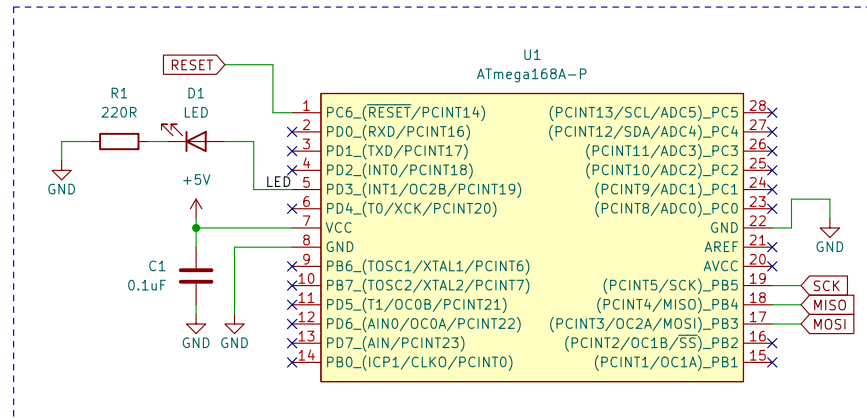 U1
ATmega168A-P
RESET
R1
220R
D1
LED
GND
+5V
C1
0.1uF
GND
GND
LED
1 PC6_(RESET/PCINT14)
2 PD0_(RXD/PCINT16)
3 PD1_(TXD/PCINT17)
4 PD2_(INT0/PCINT18)
5 PD3_(INT1/OC2B/PCINT19)
6 PD4_(T0/XCK/PCINT20)
7 VCC
8 GND
9 PB6_(TOSC1/XTAL1/PCINT6)
10 PB7_(TOSC2/XTAL2/PCINT7)
11 PD5_(T1/OC0B/PCINT21)
12 PD6_(AIN0/OC0A/PCINT22)
13 PD7_(AIN/PCINT23)
14 PB0_(ICP1/CLKO/PCINT0)
(PCINT13/SCL/ADC5)_PC5 28
(PCINT12/SDA/ADC4)_PC4 27
(PCINT11/ADC3)_PC3 26
(PCINT10/ADC2)_PC2 25
(PCINT9/ADC1)_PC1 24
(PCINT8/ADC0)_PC0 23
GND 22
AREF 21
AVCC 20
(PCINT5/SCK)_PB5 19
(PCINT4/MISO)_PB4 18
(PCINT3/OC2A/MOSI)_PB3 17
(PCINT2/OC1B/SS)_PB2 16
(PCINT1/OC1A)_PB1 15
GND
SCK
MISO
MOSI